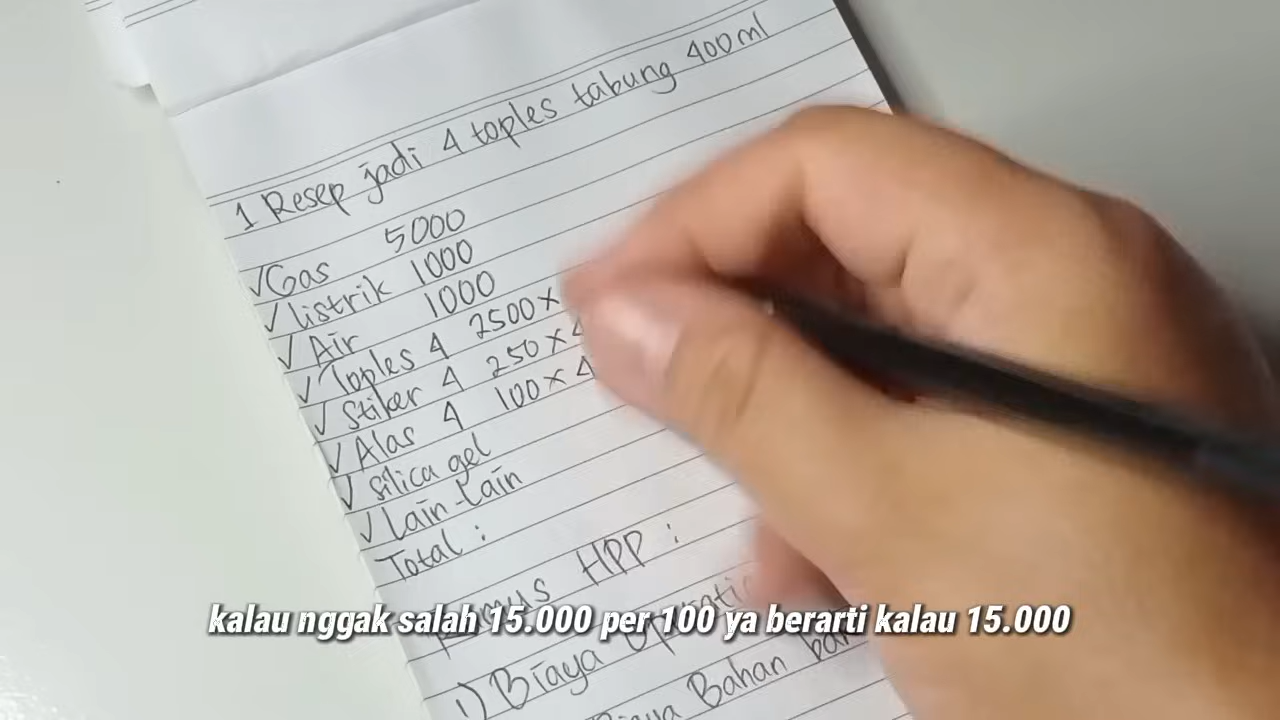 1 Resep jadi 4 toples tabung 400 ml
√ Gas 5000
√ listrik 1000
√ Air 1000
√ Toples 4 2500 x
√ Stiker 4 250 x 4
√ Alas 4 100 x 4
√ Silica gel
√ Lain-Lain
Total :
Rumus HPP :
kalau nggak salah 15.000 per 100 ya berarti kalau 15.000
1) Biaya
Biaya Bahan